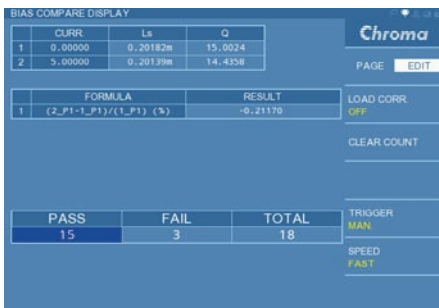 BIAS COMPARE DISPLAY
CURR. Ls Q
1 0.00000 0.20182m 15.0024
2 5.00000 0.20139m 14.4358
FORMULA RESULT
1 (2_P1-1_P1)/(1_P1) (%) -0.21170
PASS FAIL TOTAL
15 3 18
Chroma
PAGE EDIT
LOAD CORR.
OFF
CLEAR COUNT
TRIGGER
MAN.
SPEED
FAST